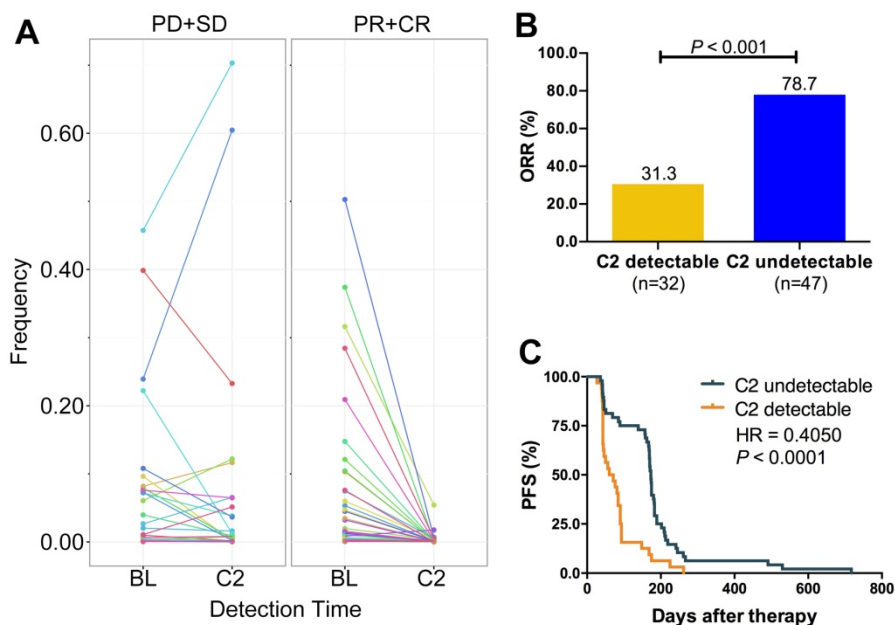 A
PD+SD PR+CR
0.60
0.40
0.20
0.00
Frequency
BL C2 BL C2
Detection Time
B
P < 0.001
100.0
80.0
60.0
40.0
20.0
0.0
ORR (%)
31.3
78.7
C2 detectable C2 undetectable
(n=32) (n=47)
C
100.0
75.0
50.0
25.0
0.0
PFS (%)
C2 undetectable
C2 detectable
HR = 0.4050
P < 0.0001
0 200 400 600 800
Days after therapy